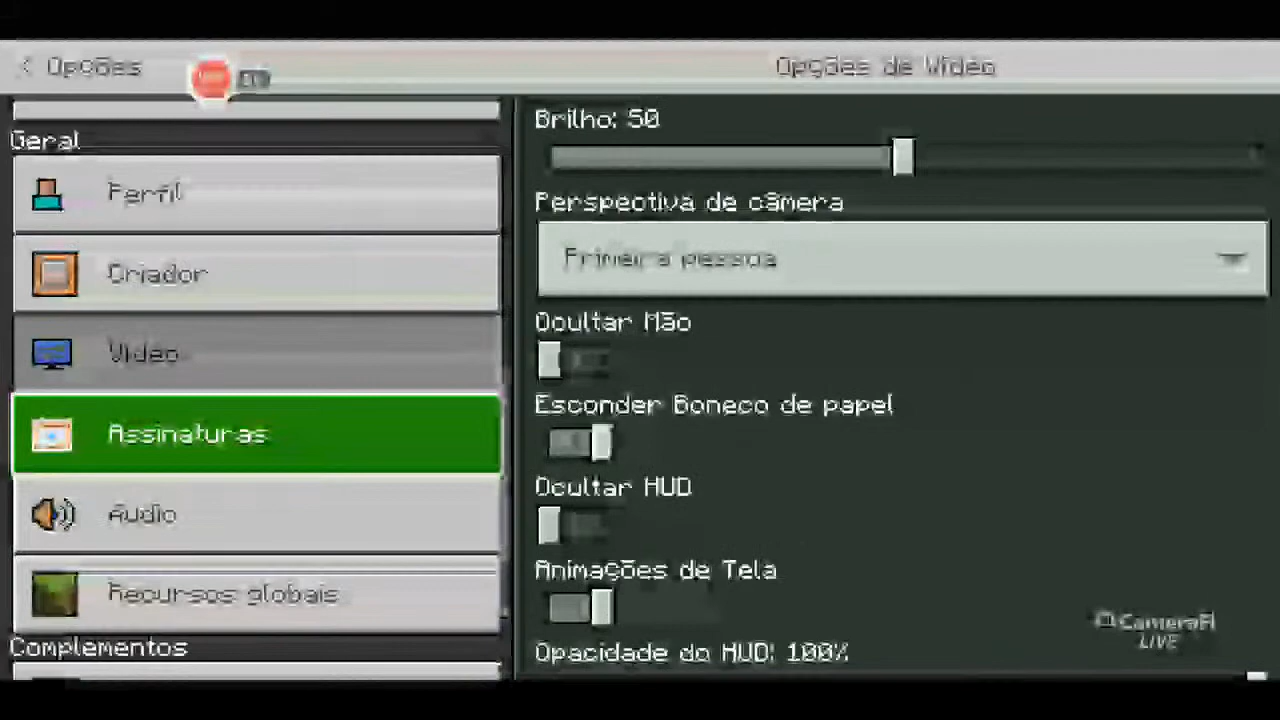 Opções
Opções de Vídeo
Geral
Perfil
Criador
Vídeo
Assinaturas
Áudio
Recursos globais
Complementos
Brilho: 50
Perspectiva de câmera
Primeira pessoa
Ocultar Mão
Esconder Boneco de papel
Ocultar HUD
Animações de Tela
Opacidade do HUD: 100%
CameraFi
LIVE